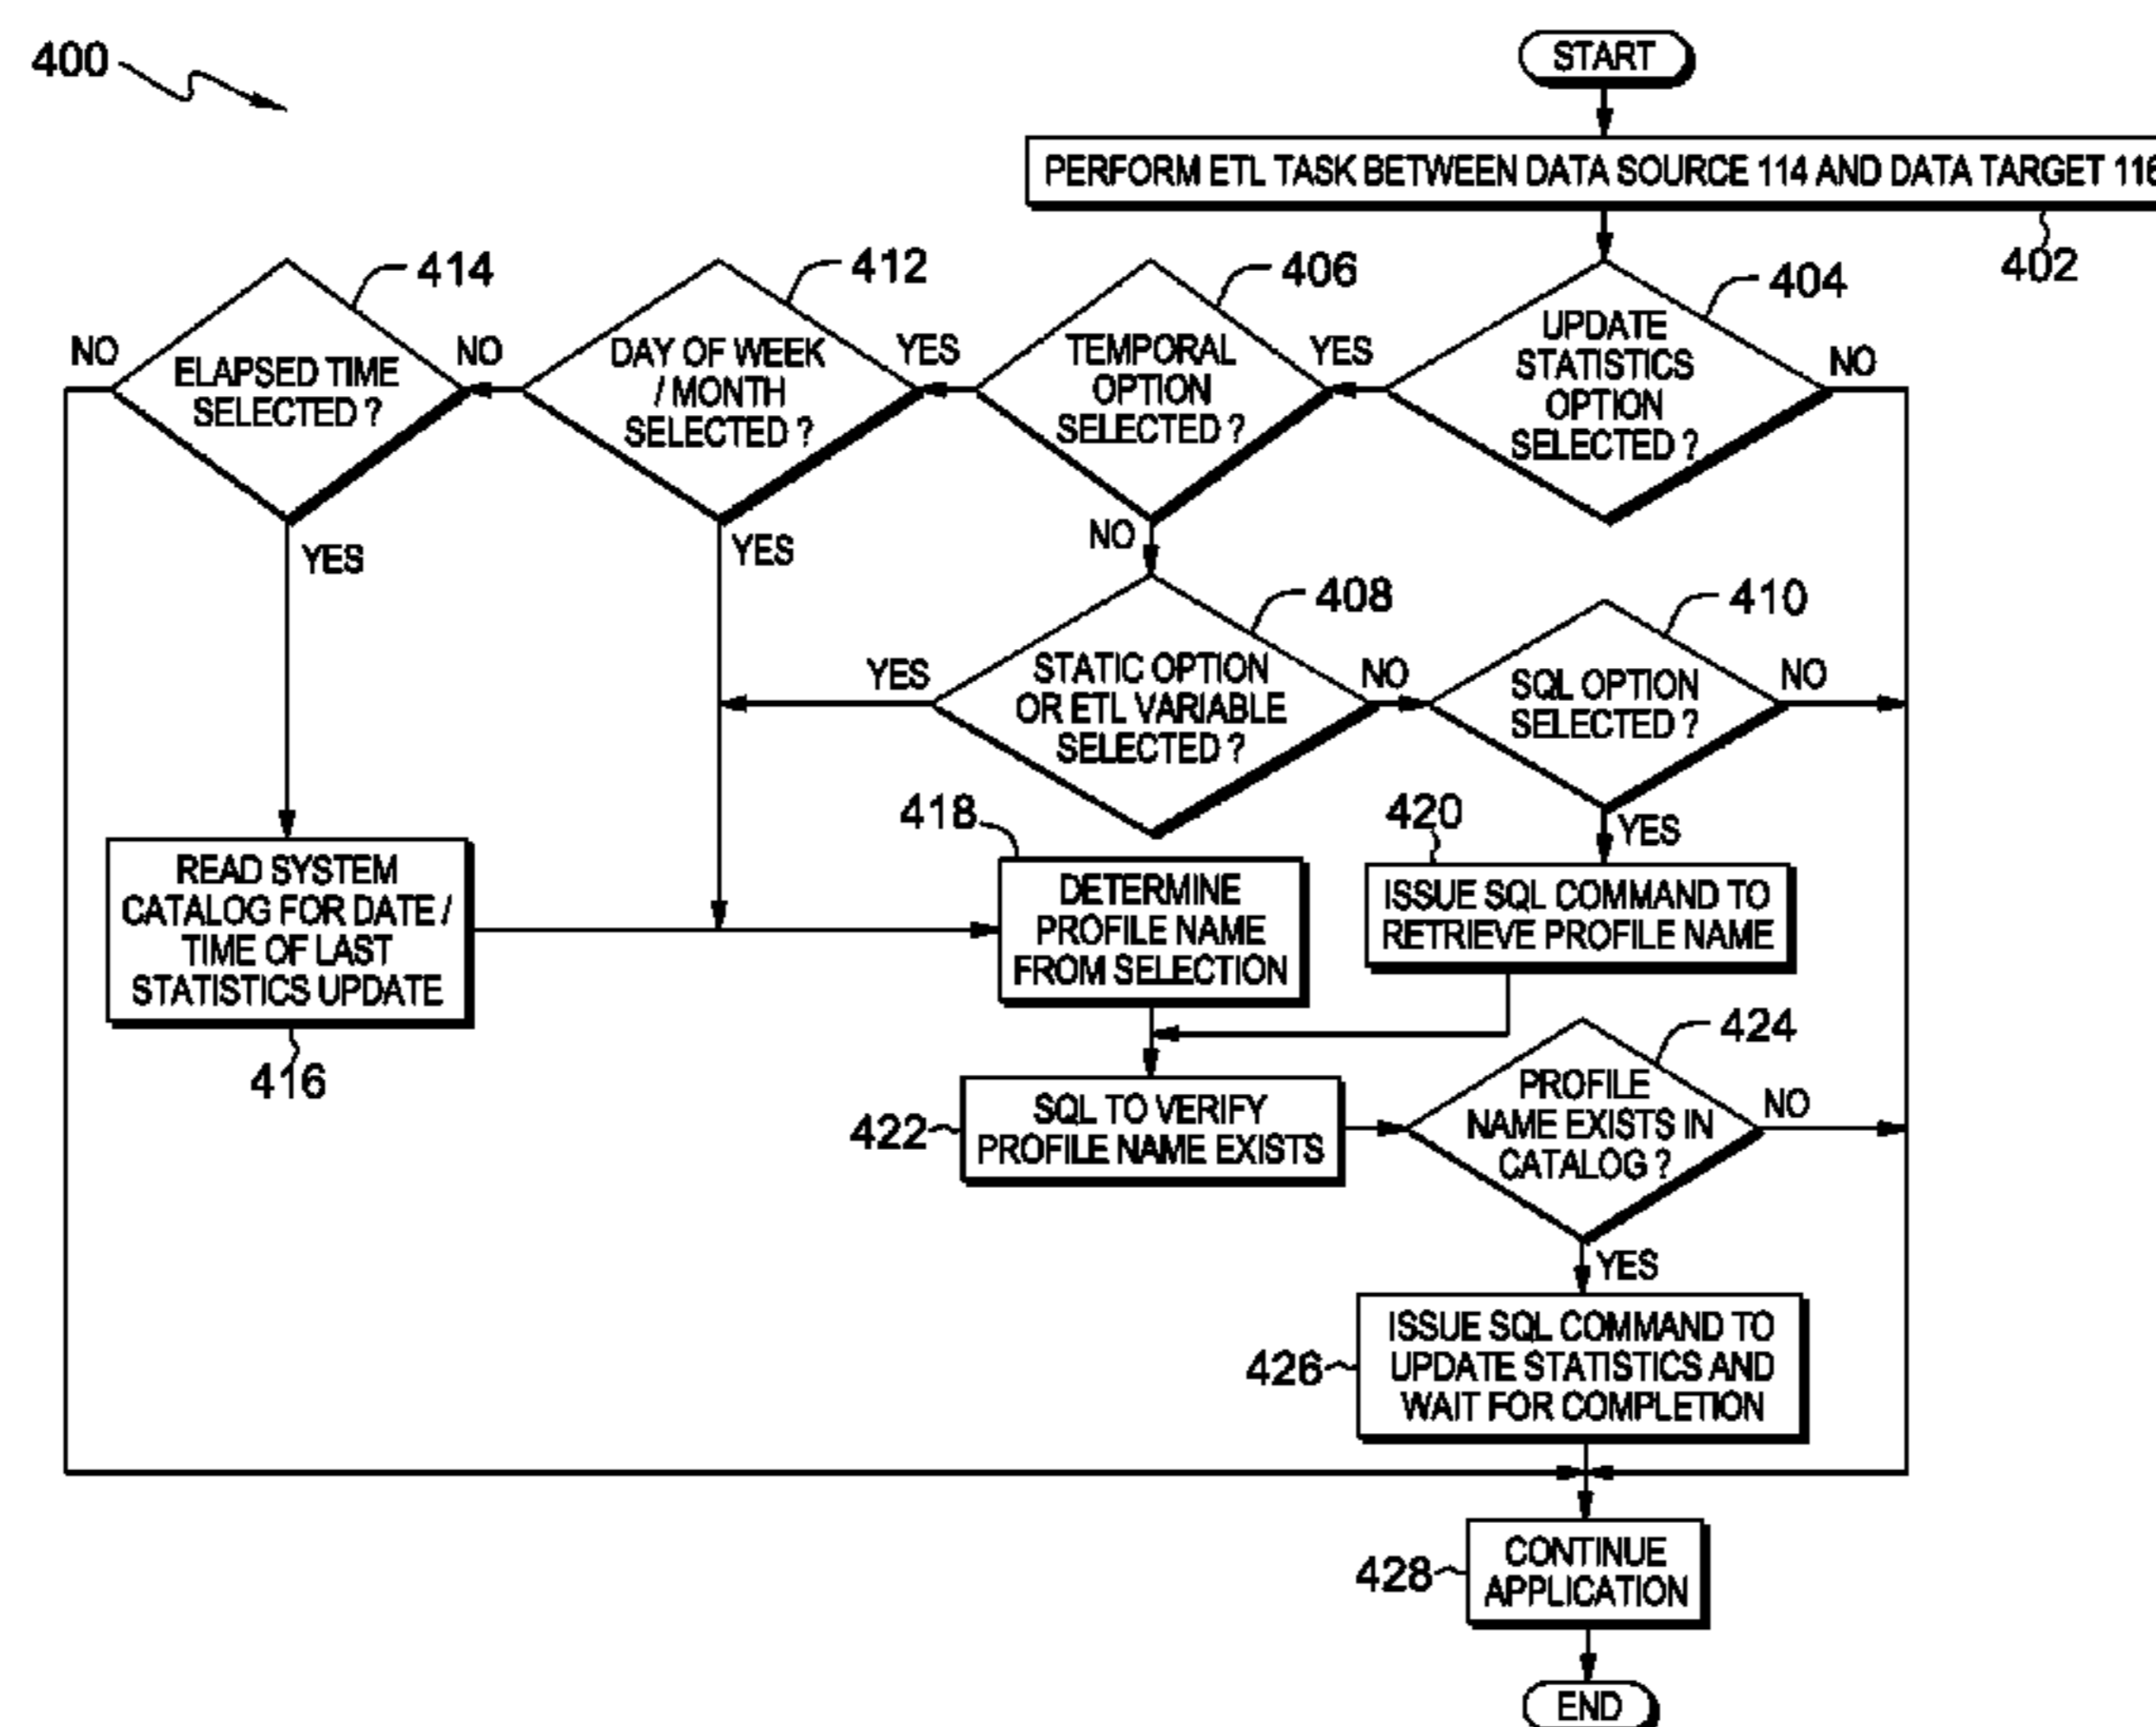 400
START
PERFORM ETL TASK BETWEEN DATA SOURCE 114 AND DATA TARGET 116
402
414
ELAPSED TIME
SELECTED ?
NO
YES
412
DAY OF WEEK
/ MONTH
SELECTED ?
NO
YES
406
TEMPORAL
OPTION
SELECTED ?
YES
NO
404
UPDATE
STATISTICS
OPTION
SELECTED ?
YES
NO
408
STATIC OPTION
OR ETL VARIABLE
SELECTED ?
YES
NO
410
SQL OPTION
SELECTED ?
NO
YES
READ SYSTEM
CATALOG FOR DATE /
TIME OF LAST
STATISTICS UPDATE
416
418
DETERMINE
PROFILE NAME
FROM SELECTION
420
ISSUE SQL COMMAND TO
RETRIEVE PROFILE NAME
422
SQL TO VERIFY
PROFILE NAME EXISTS
424
PROFILE
NAME EXISTS IN
CATALOG ?
NO
YES
426
ISSUE SQL COMMAND TO
UPDATE STATISTICS AND
WAIT FOR COMPLETION
428
CONTINUE
APPLICATION
END